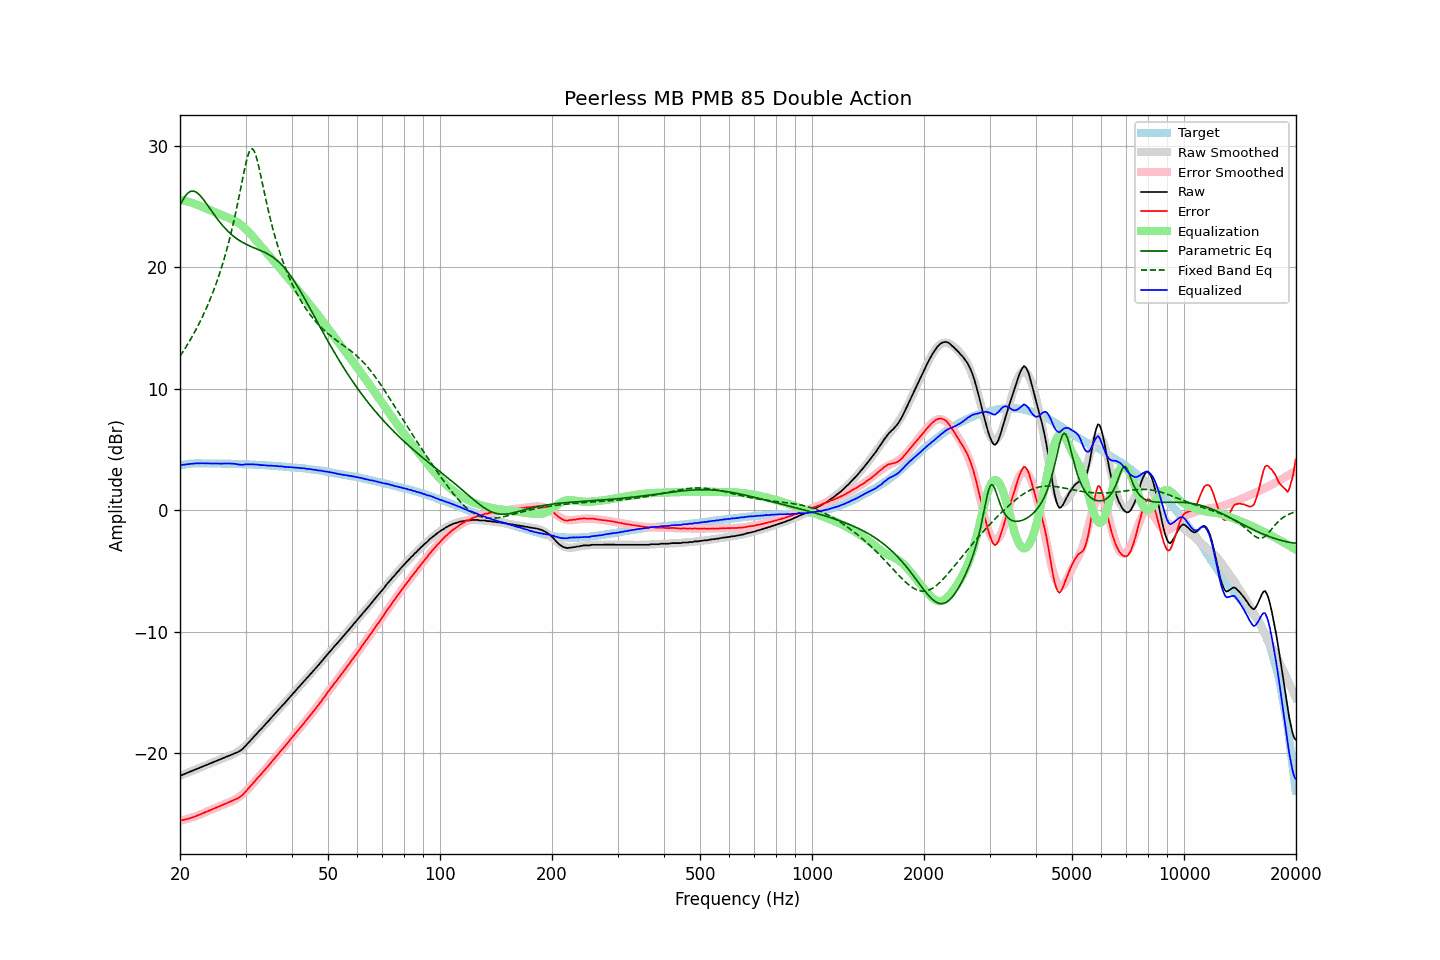 Peerless MB PMB 85 Double Action
Target
Raw Smoothed
Error Smoothed
Raw
Error
Equalization
Parametric Eq
Fixed Band Eq
Equalized
30
20
10
0
−10
−20
Amplitude (dBr)
20
50
100
200
500
1000
2000
5000
10000
20000
Frequency (Hz)